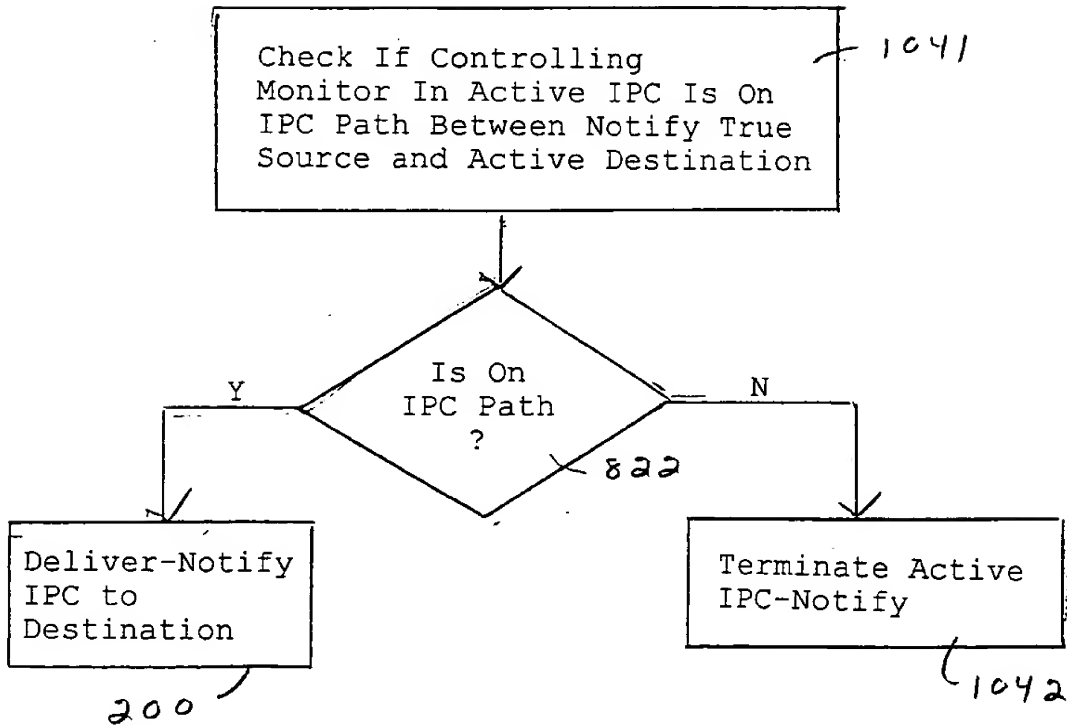 Check If Controlling
Monitor In Active IPC Is On
IPC Path Between Notify True
Source and Active Destination
1041
Is On
IPC Path
?
Y
N
822
Deliver-Notify
IPC to
Destination
200
Terminate Active
IPC-Notify
1042